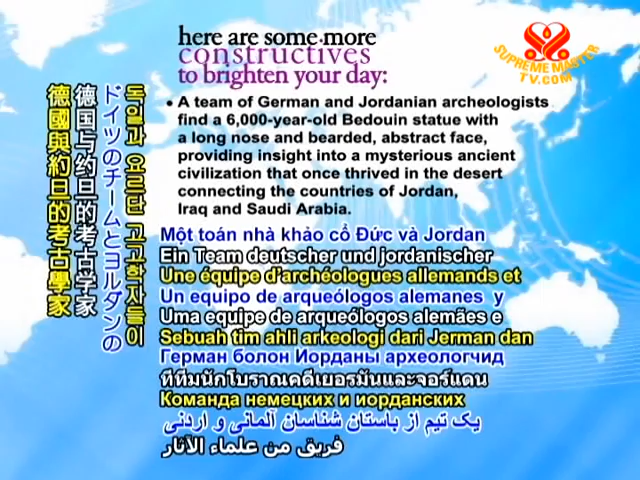 here are some more
constructives
to brighten your day:
SUPREME MASTER
TV.COM
• A team of German and Jordanian archeologists
find a 6,000-year-old Bedouin statue with
a long nose and bearded, abstract face,
providing insight into a mysterious ancient
civilization that once thrived in the desert
connecting the countries of Jordan,
Iraq and Saudi Arabia.
독일과 요르단 고고학자들이
ドイツのチームとヨルダンの
德国与约旦的考古学家
德國與約旦的考古學家
Một toán nhà khảo cổ Đức và Jordan
Ein Team deutscher und jordanischer
Une équipe d'archéologues allemands et
Un equipo de arqueólogos alemanes y
Uma equipe de arqueólogos alemães e
Sebuah tim ahli arkeologi dari Jerman dan
Герман болон Иорданы археологчид
ทีทีมนักโบราณคดีเยอรมันและจอร์แดน
Команда немецких и иорданских
یک تیم از باستان شناسان آلمانی و اردنی
فريق من علماء الآثار